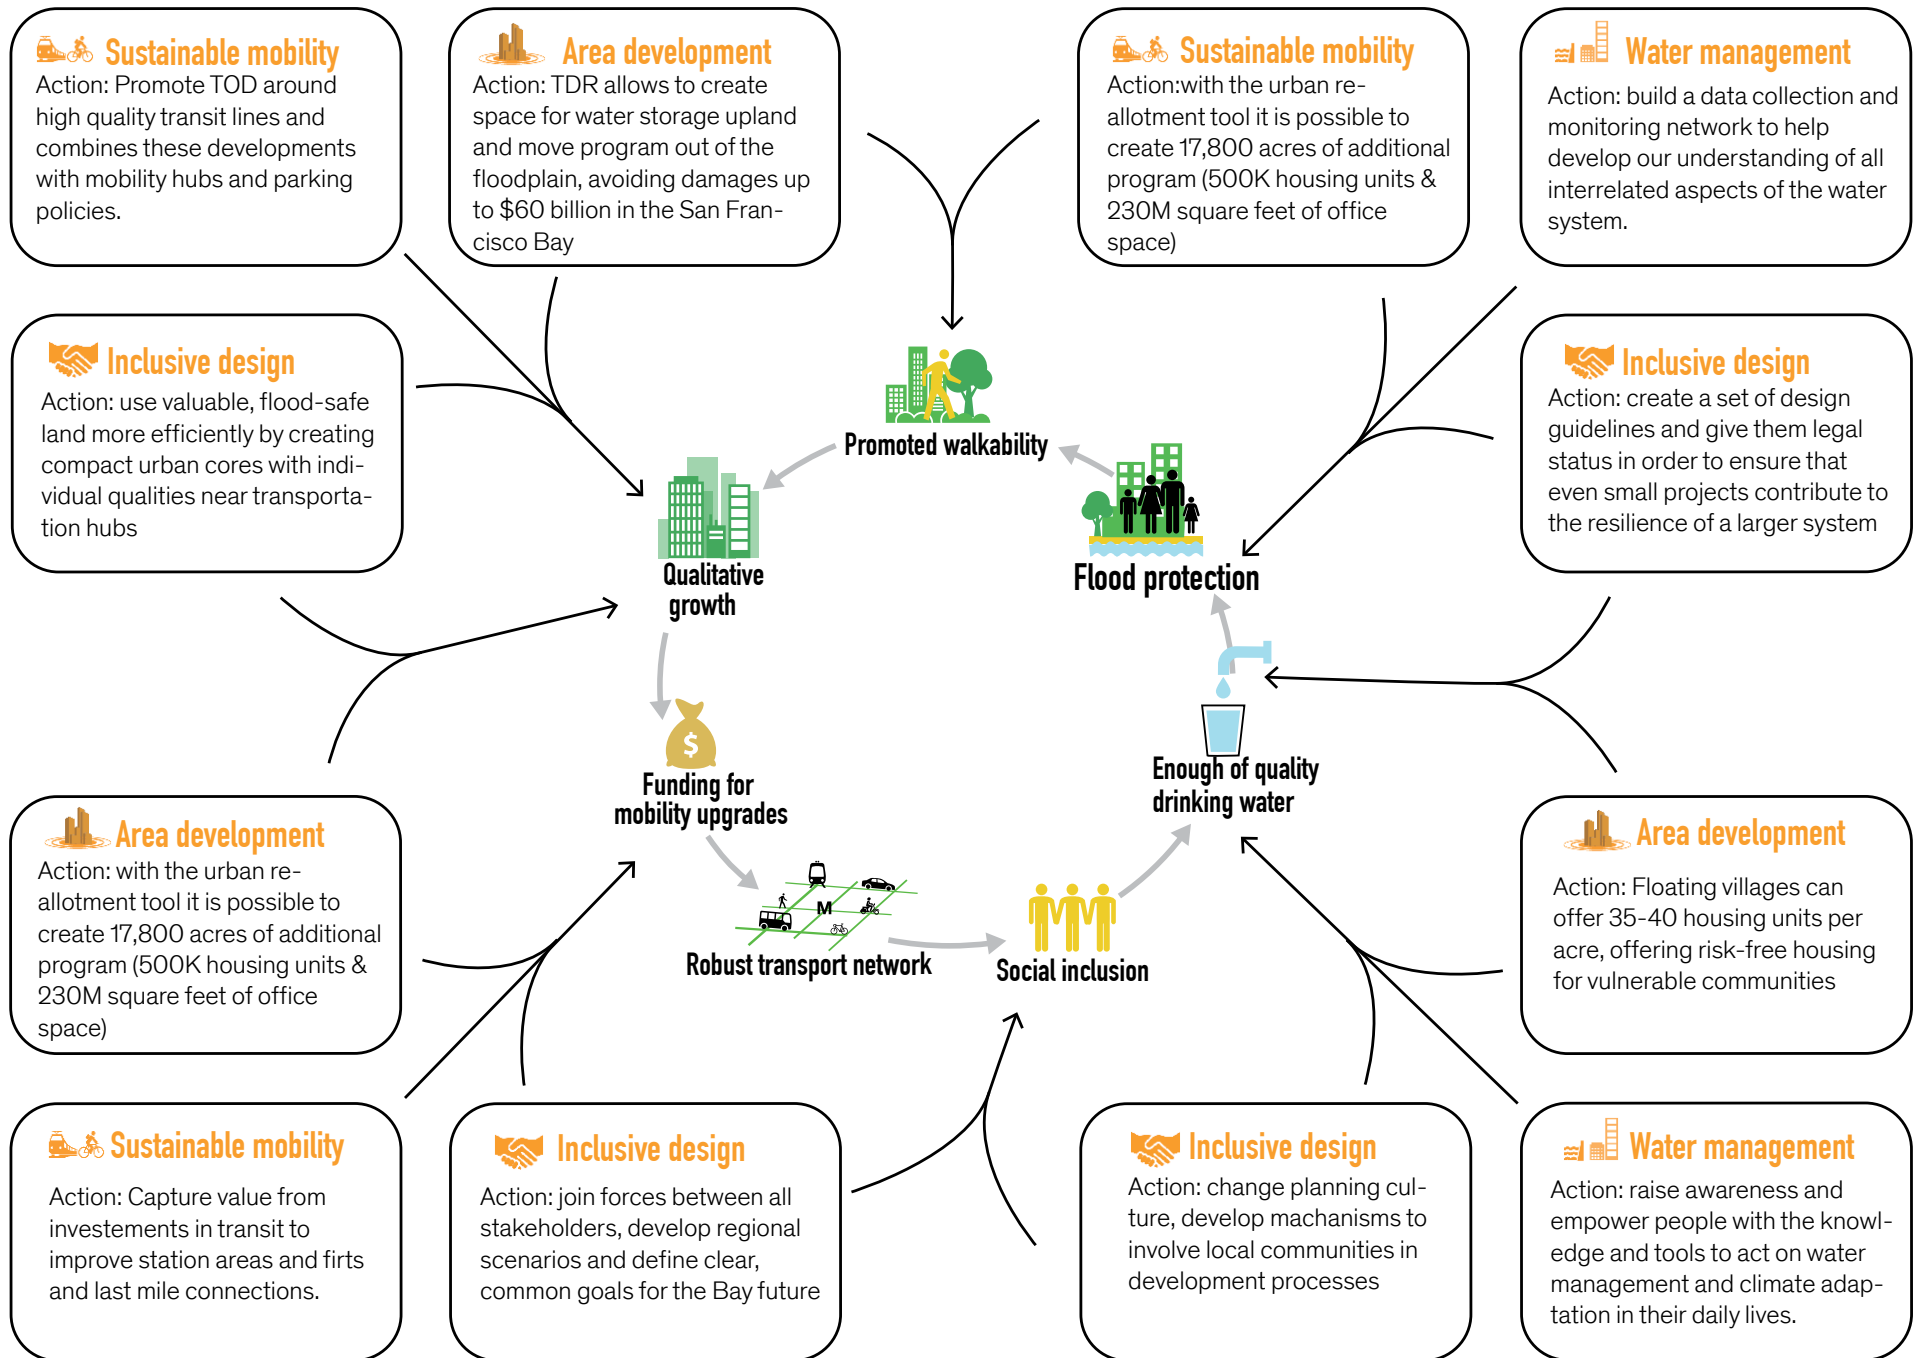 Sustainable mobility
Action: Promote TOD around
high quality transit lines and
combines these developments
with mobility hubs and parking
policies.
Area development
Action: TDR allows to create
space for water storage upland
and move program out of the
floodplain, avoiding damages up
to $60 billion in the San Fran-
cisco Bay
Sustainable mobility
Action:with the urban re-
allotment tool it is possible to
create 17,800 acres of additional
program (500K housing units &
230M square feet of office
space)
Water management
Action: build a data collection and
monitoring network to help
develop our understanding of all
interrelated aspects of the water
system.
Inclusive design
Action: use valuable, flood-safe
land more efficiently by creating
compact urban cores with indi-
vidual qualities near transporta-
tion hubs
Promoted walkability
Inclusive design
Action: create a set of design
guidelines and give them legal
status in order to ensure that
even small projects contribute to
the resilience of a larger system
Qualitative
growth
Flood protection
$
Funding for
mobility upgrades
Enough of quality
drinking water
M
Robust transport network
Social inclusion
Area development
Action: with the urban re-
allotment tool it is possible to
create 17,800 acres of additional
program (500K housing units &
230M square feet of office
space)
Area development
Action: Floating villages can
offer 35-40 housing units per
acre, offering risk-free housing
for vulnerable communities
Sustainable mobility
Action: Capture value from
investements in transit to
improve station areas and firts
and last mile connections.
Inclusive design
Action: join forces between all
stakeholders, develop regional
scenarios and define clear,
common goals for the Bay future
Inclusive design
Action: change planning cul-
ture, develop machanisms to
involve local communities in
development processes
Water management
Action: raise awareness and
empower people with the knowl-
edge and tools to act on water
management and climate adap-
tation in their daily lives.